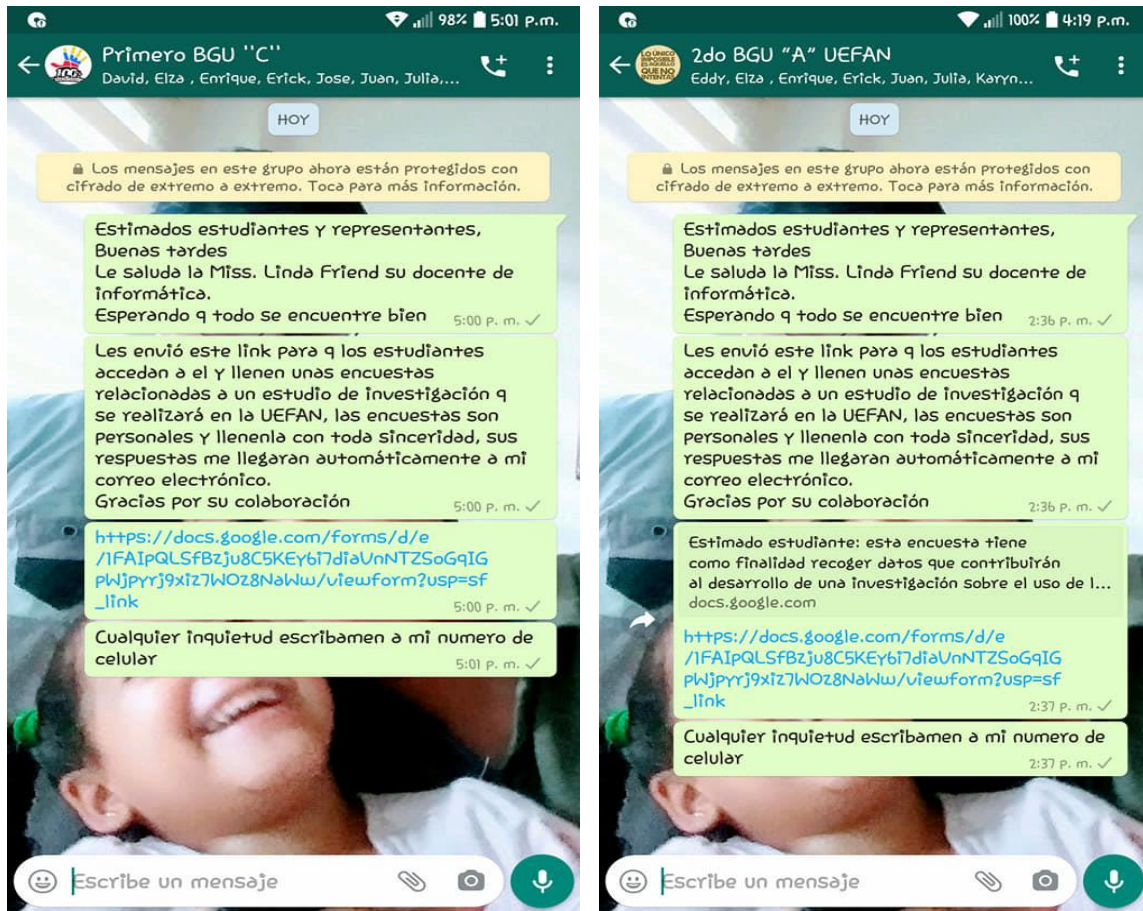 98% 5:01 p.m.
Primero BGU ''C''
David, Elza , Enrique, Erick, Jose, Juan, Julia,...
HOY
Los mensajes en este grupo ahora están protegidos con
cifrado de extremo a extremo. Toca para más información.
Estimados estudiantes y representantes,
Buenas tardes
Le saluda la Miss. Linda Friend su docente de
informática.
Esperando q todo se encuentre bien 5:00 p. m.
Les envió este link para q los estudiantes
accedan a el y llenen unas encuestas
relacionadas a un estudio de investigación q
se realizará en la UEFAN, las encuestas son
personales y llenenla con toda sinceridad, sus
respuestas me llegaran automáticamente a mi
correo electrónico.
Gracias por su colaboración 5:00 p. m.
https://docs.google.com/forms/d/e
/1FAIpQLSfBzju8C5KEybi7diaUnNTZSoGqIG
pWjpyrj9xiz7WOz8NaWw/viewform?usp=sf
_link 5:00 p. m.
Cualquier inquietud escribamen a mi numero de
celular 5:01 p. m.
Escribe un mensaje
100% 4:19 p.m.
2do BGU "A" UEFAN
Eddy, Elza , Enrique, Erick, Juan, Julia, Karyn...
HOY
Los mensajes en este grupo ahora están protegidos con
cifrado de extremo a extremo. Toca para más información.
Estimados estudiantes y representantes,
Buenas tardes
Le saluda la Miss. Linda Friend su docente de
informática.
Esperando q todo se encuentre bien 2:36 p. m.
Les envió este link para q los estudiantes
accedan a el y llenen unas encuestas
relacionadas a un estudio de investigación q
se realizará en la UEFAN, las encuestas son
personales y llenenla con toda sinceridad, sus
respuestas me llegaran automáticamente a mi
correo electrónico.
Gracias por su colaboración 2:36 p. m.
Estimado estudiante: esta encuesta tiene
como finalidad recoger datos que contribuirán
al desarrollo de una investigación sobre el uso de l...
docs.google.com
https://docs.google.com/forms/d/e
/1FAIpQLSfBzju8C5KEybi7diaUnNTZSoGqIG
pWjpyrj9xiz7WOz8NaWw/viewform?usp=sf
_link 2:37 p. m.
Cualquier inquietud escribamen a mi numero de
celular 2:37 p. m.
Escribe un mensaje